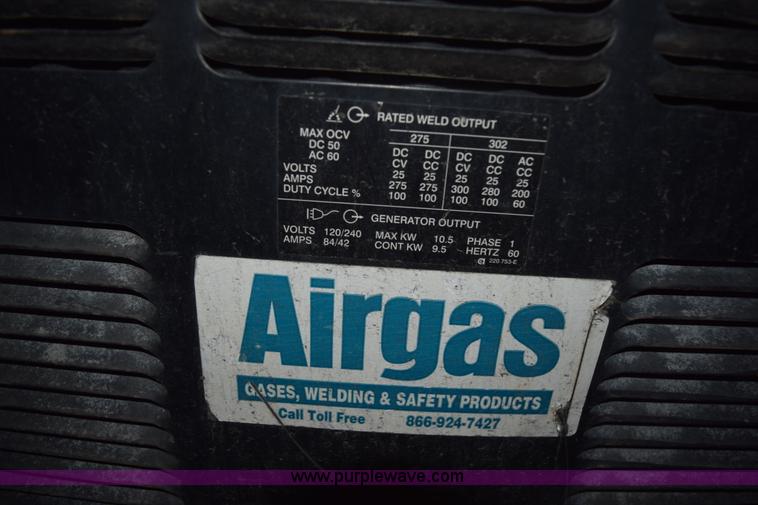 RATED WELD OUTPUT
MAX OCV
DC 50
AC 60
275 302
DC DC DC DC AC
CV CC CV CC CC
VOLTS 25 25 25 25 25
AMPS 275 275 300 280 200
DUTY CYCLE % 100 100 100 100 60
GENERATOR OUTPUT
VOLTS 120/240 MAX KW 10.5 PHASE 1
AMPS 84/42 CONT KW 9.5 HERTZ 60
220 753-E
Airgas
GASES, WELDING & SAFETY PRODUCTS
Call Toll Free 866-924-7427
www.purplewave.com